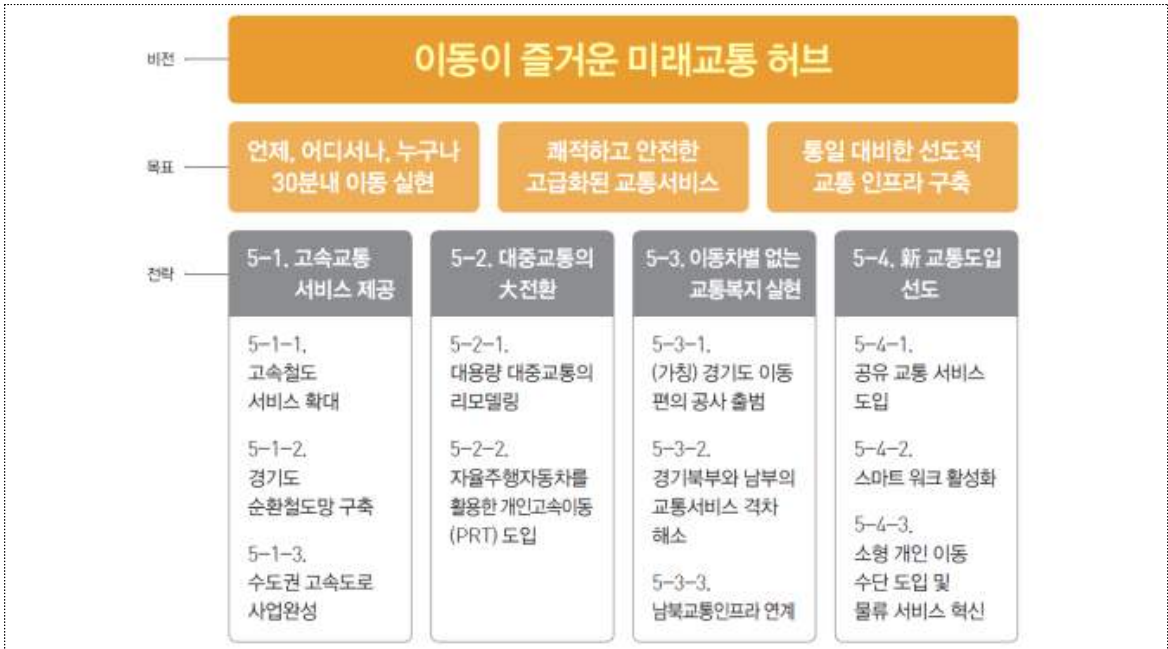 비전
이동이 즐거운 미래교통 허브
목표
언제, 어디서나, 누구나
30분내 이동 실현
쾌적하고 안전한
고급화된 교통서비스
통일 대비한 선도적
교통 인프라 구축
전략
5-1. 고속교통
서비스 제공
5-1-1.
고속철도
서비스 확대
5-1-2.
경기도
순환철도망 구축
5-1-3.
수도권 고속도로
사업완성
5-2. 대중교통의
大전환
5-2-1.
대용량 대중교통의
리모델링
5-2-2.
자율주행자동차를
활용한 개인고속이동
(PRT) 도입
5-3. 이동차별 없는
교통복지 실현
5-3-1.
(가칭) 경기도 이동
편의 공사 출범
5-3-2.
경기북부와 남부의
교통서비스 격차
해소
5-3-3.
남북교통인프라 연계
5-4. 新 교통도입
선도
5-4-1.
공유 교통 서비스
도입
5-4-2.
스마트 워크 활성화
5-4-3.
소형 개인 이동
수단 도입 및
물류 서비스 혁신